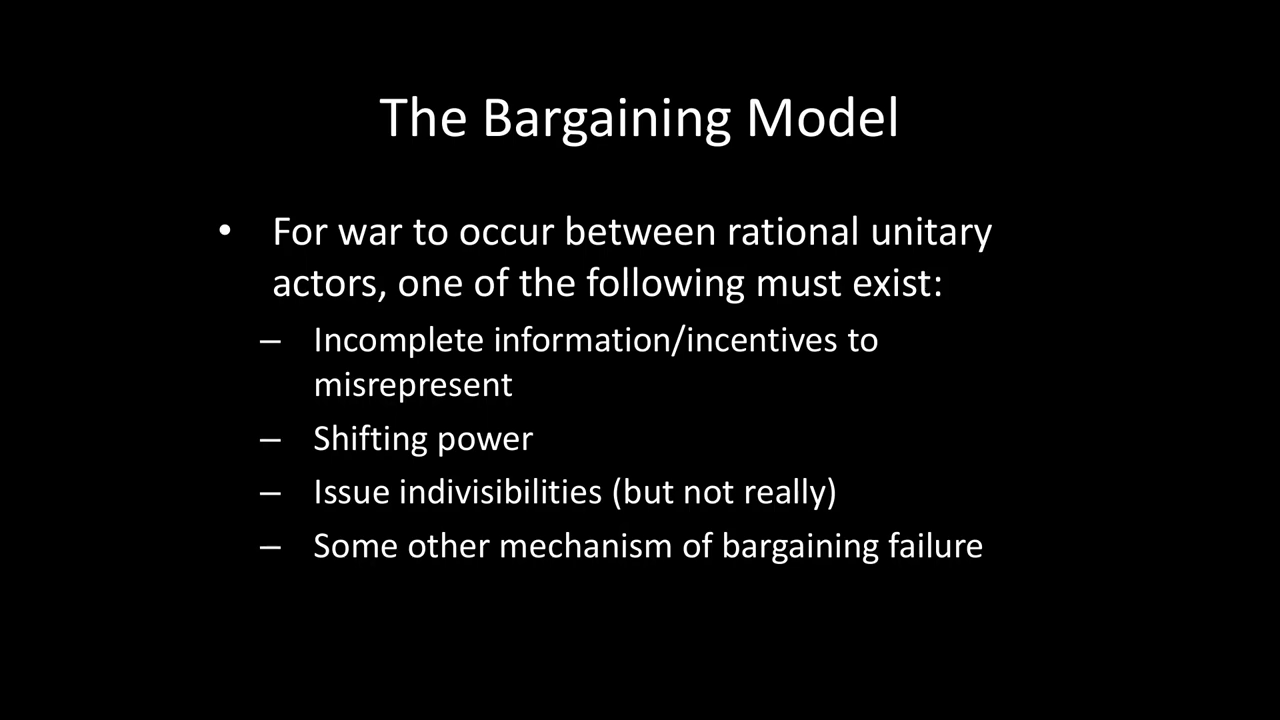 The Bargaining Model
• For war to occur between rational unitary
actors, one of the following must exist:
– Incomplete information/incentives to
misrepresent
– Shifting power
– Issue indivisibilities (but not really)
– Some other mechanism of bargaining failure